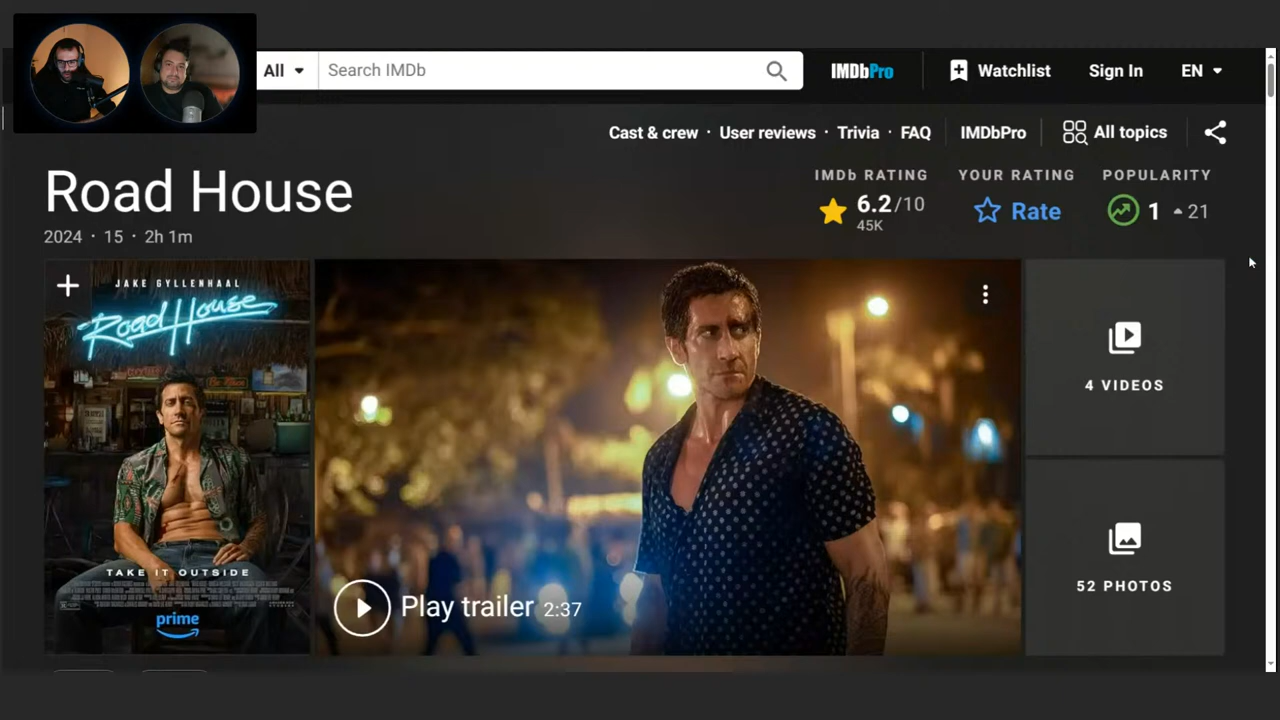 All
Search IMDb
IMDbPro
Watchlist
Sign In
EN
Cast & crew · User reviews · Trivia · FAQ
IMDbPro
All topics
Road House
2024 · 15 · 2h 1m
IMDb RATING
6.2/10
45K
YOUR RATING
Rate
POPULARITY
1
21
JAKE GYLLENHAAL
Road House
TAKE IT OUTSIDE
prime
Play trailer 2:37
4 VIDEOS
52 PHOTOS